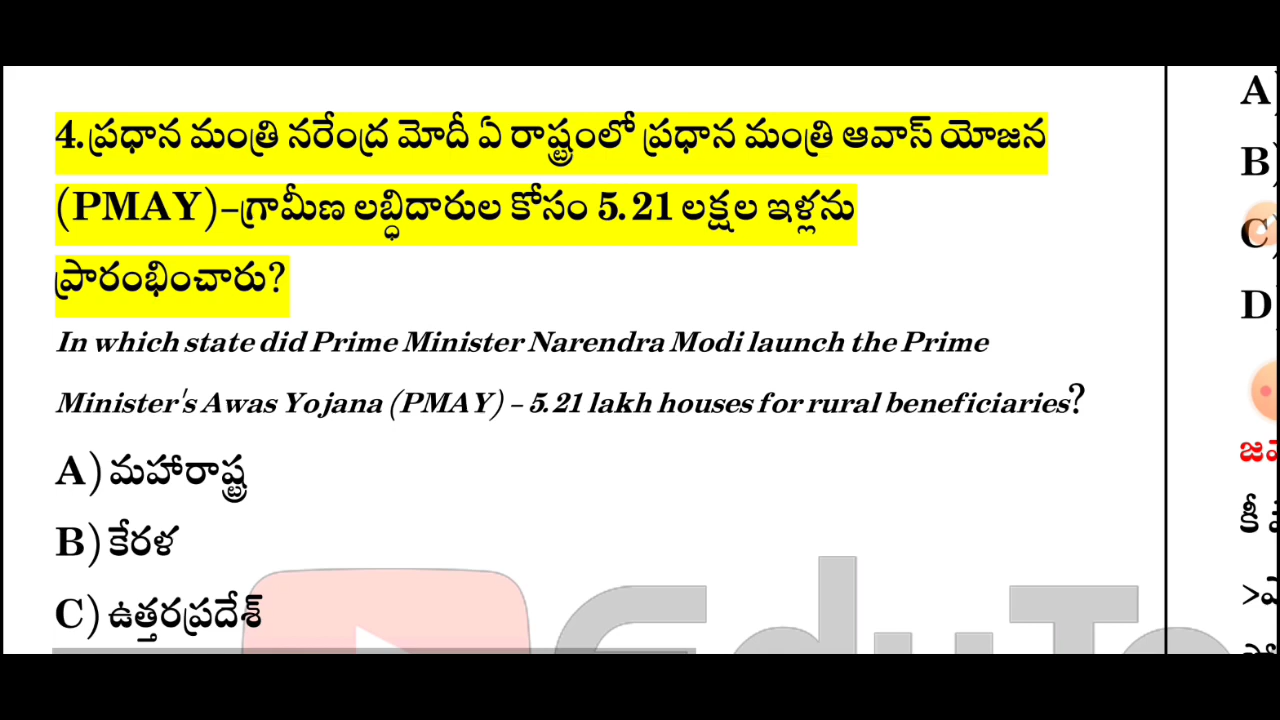 4.ప్రధాన మంత్రి నరేంద్ర మోదీ ఏ రాష్ట్రంలో ప్రధాన మంత్రి ఆవాస్ యోజన
(PMAY)-గ్రామీణ లబ్ధిదారుల కోసం 5.21 లక్షల ఇళ్లను
ప్రారంభించారు?
In which state did Prime Minister Narendra Modi launch the Prime
Minister's Awas Yojana (PMAY) - 5.21 lakh houses for rural beneficiaries?
A) మహారాష్ట్ర
B) కేరళ
C) ఉత్తరప్రదేశ్
A)
B)
C)
D